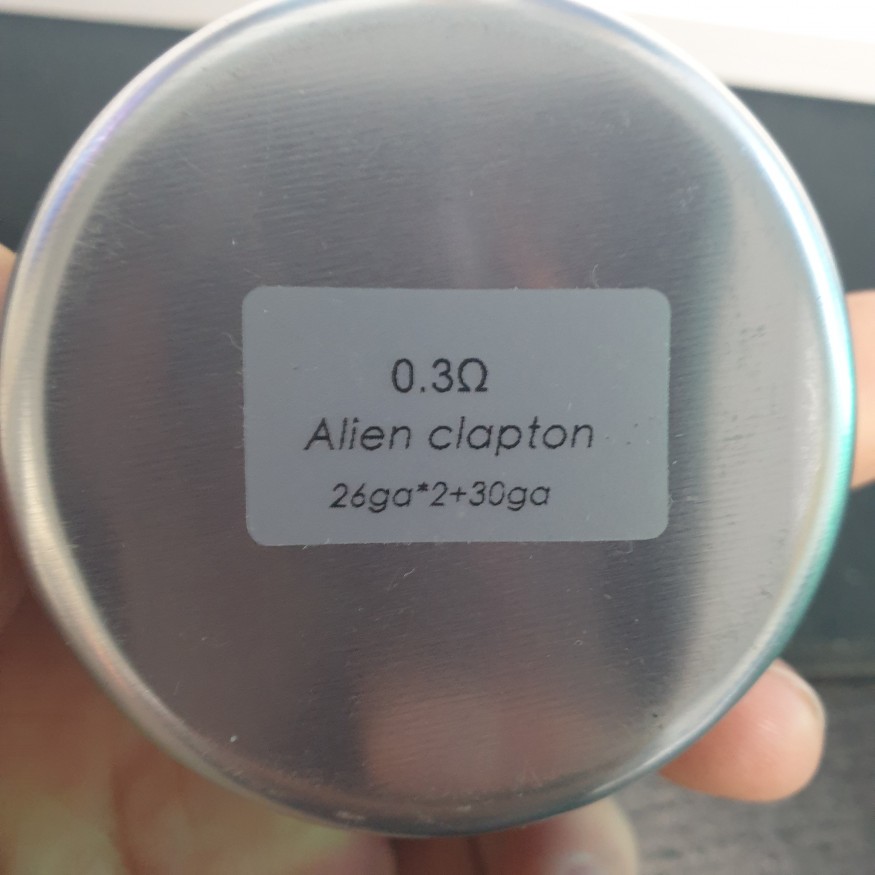 0.3Ω
Alien clapton
26ga*2+30ga